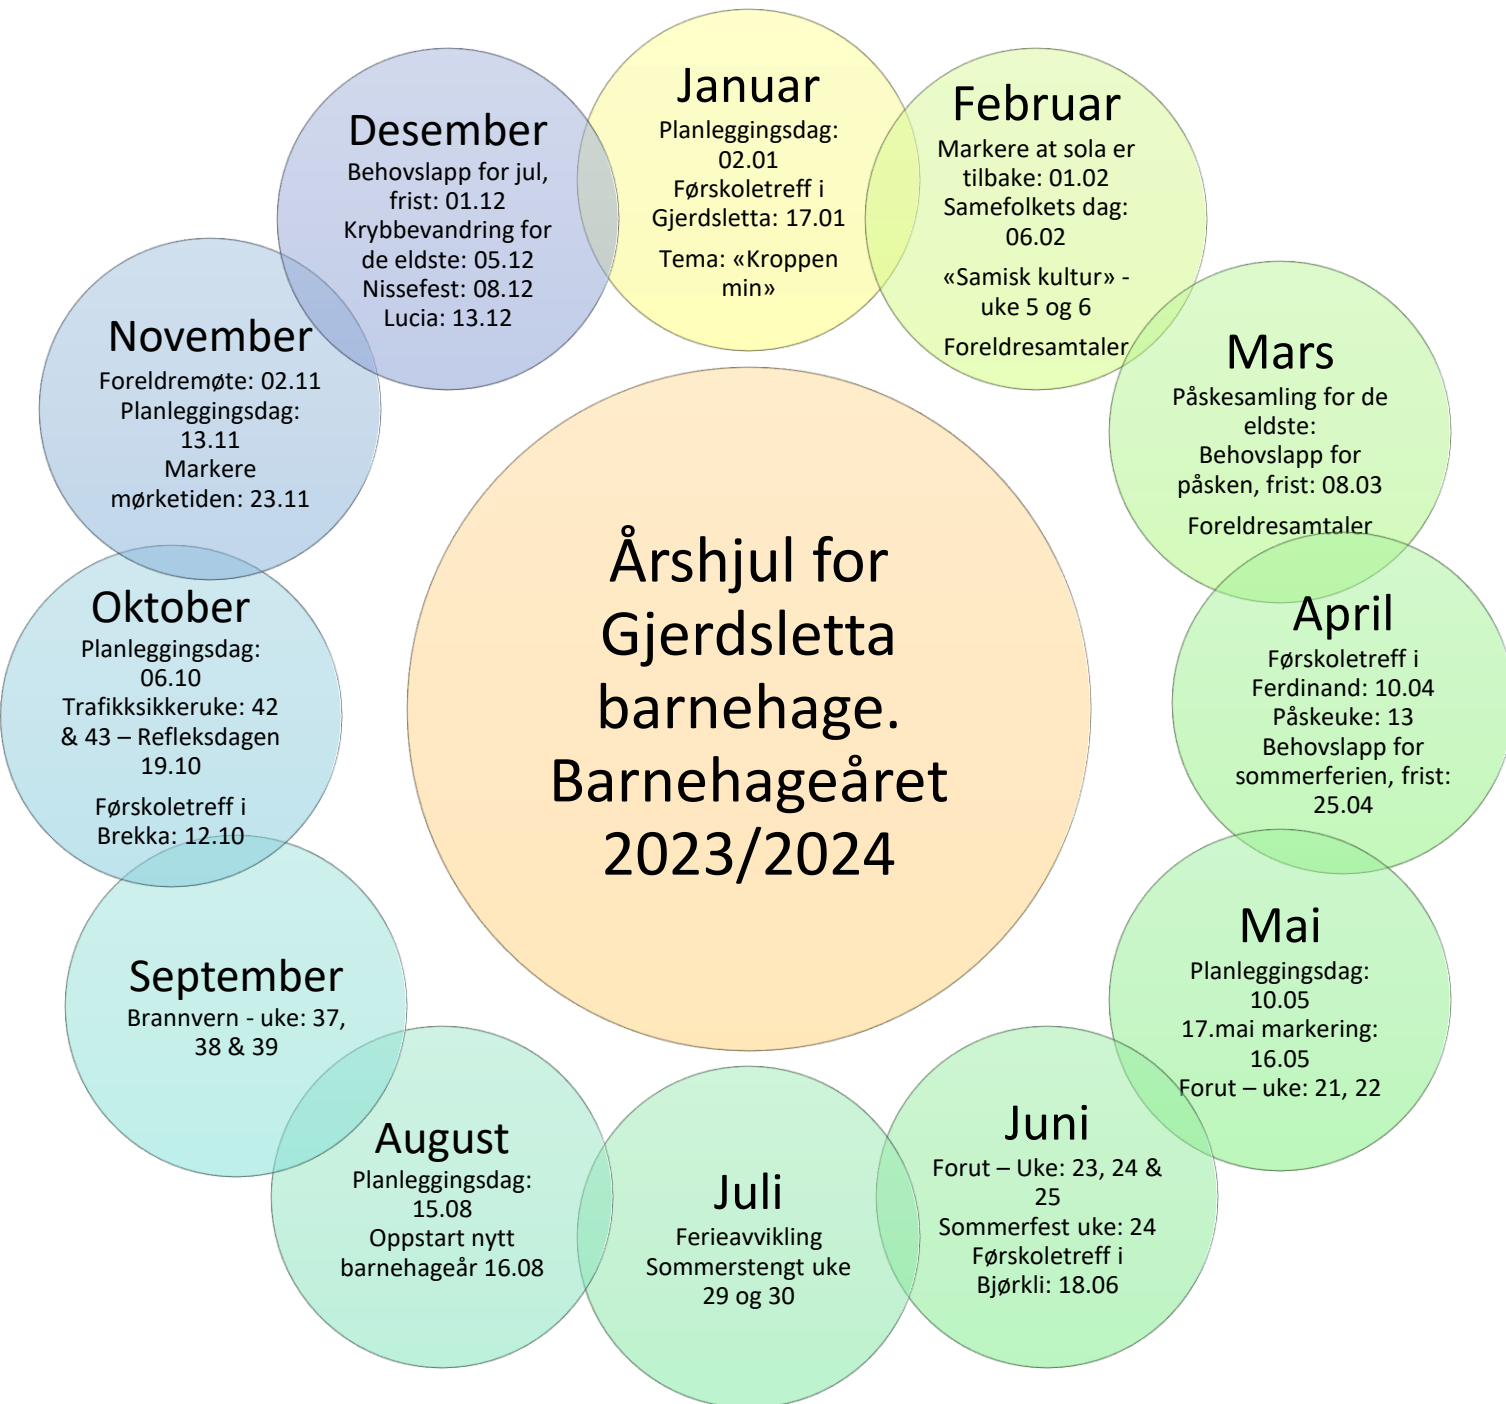 Januar
Planleggingsdag:
02.01
Førskoletreff i
Gjerdsletta: 17.01
Tema: «Kroppen
min»
Februar
Markere at sola er
tilbake: 01.02
Samefolkets dag:
06.02
«Samisk kultur» -
uke 5 og 6
Foreldresamtaler
Mars
Påskesamling for de
eldste:
Behovslapp for
påsken, frist: 08.03
Foreldresamtaler
April
Førskoletreff i
Ferdinand: 10.04
Påskeuke: 13
Behovslapp for
sommerferien, frist:
25.04
Mai
Planleggingsdag:
10.05
17.mai markering:
16.05
Forut – uke: 21, 22
Juni
Forut – Uke: 23, 24 &
25
Sommerfest uke: 24
Førskoletreff i
Bjørkli: 18.06
Juli
Ferieavvikling
Sommerstengt uke
29 og 30
August
Planleggingsdag:
15.08
Oppstart nytt
barnehageår 16.08
September
Brannvern - uke: 37,
38 & 39
Oktober
Planleggingsdag:
06.10
Trafikksikkeruke: 42
& 43 – Refleksdagen
19.10
Førskoletreff i
Brekka: 12.10
November
Foreldremøte: 02.11
Planleggingsdag:
13.11
Markere
mørketiden: 23.11
Desember
Behovslapp for jul,
frist: 01.12
Krybbevandring for
de eldste: 05.12
Nissefest: 08.12
Lucia: 13.12
Årshjul for
Gjerdsletta
barnehage.
Barnehageåret
2023/2024